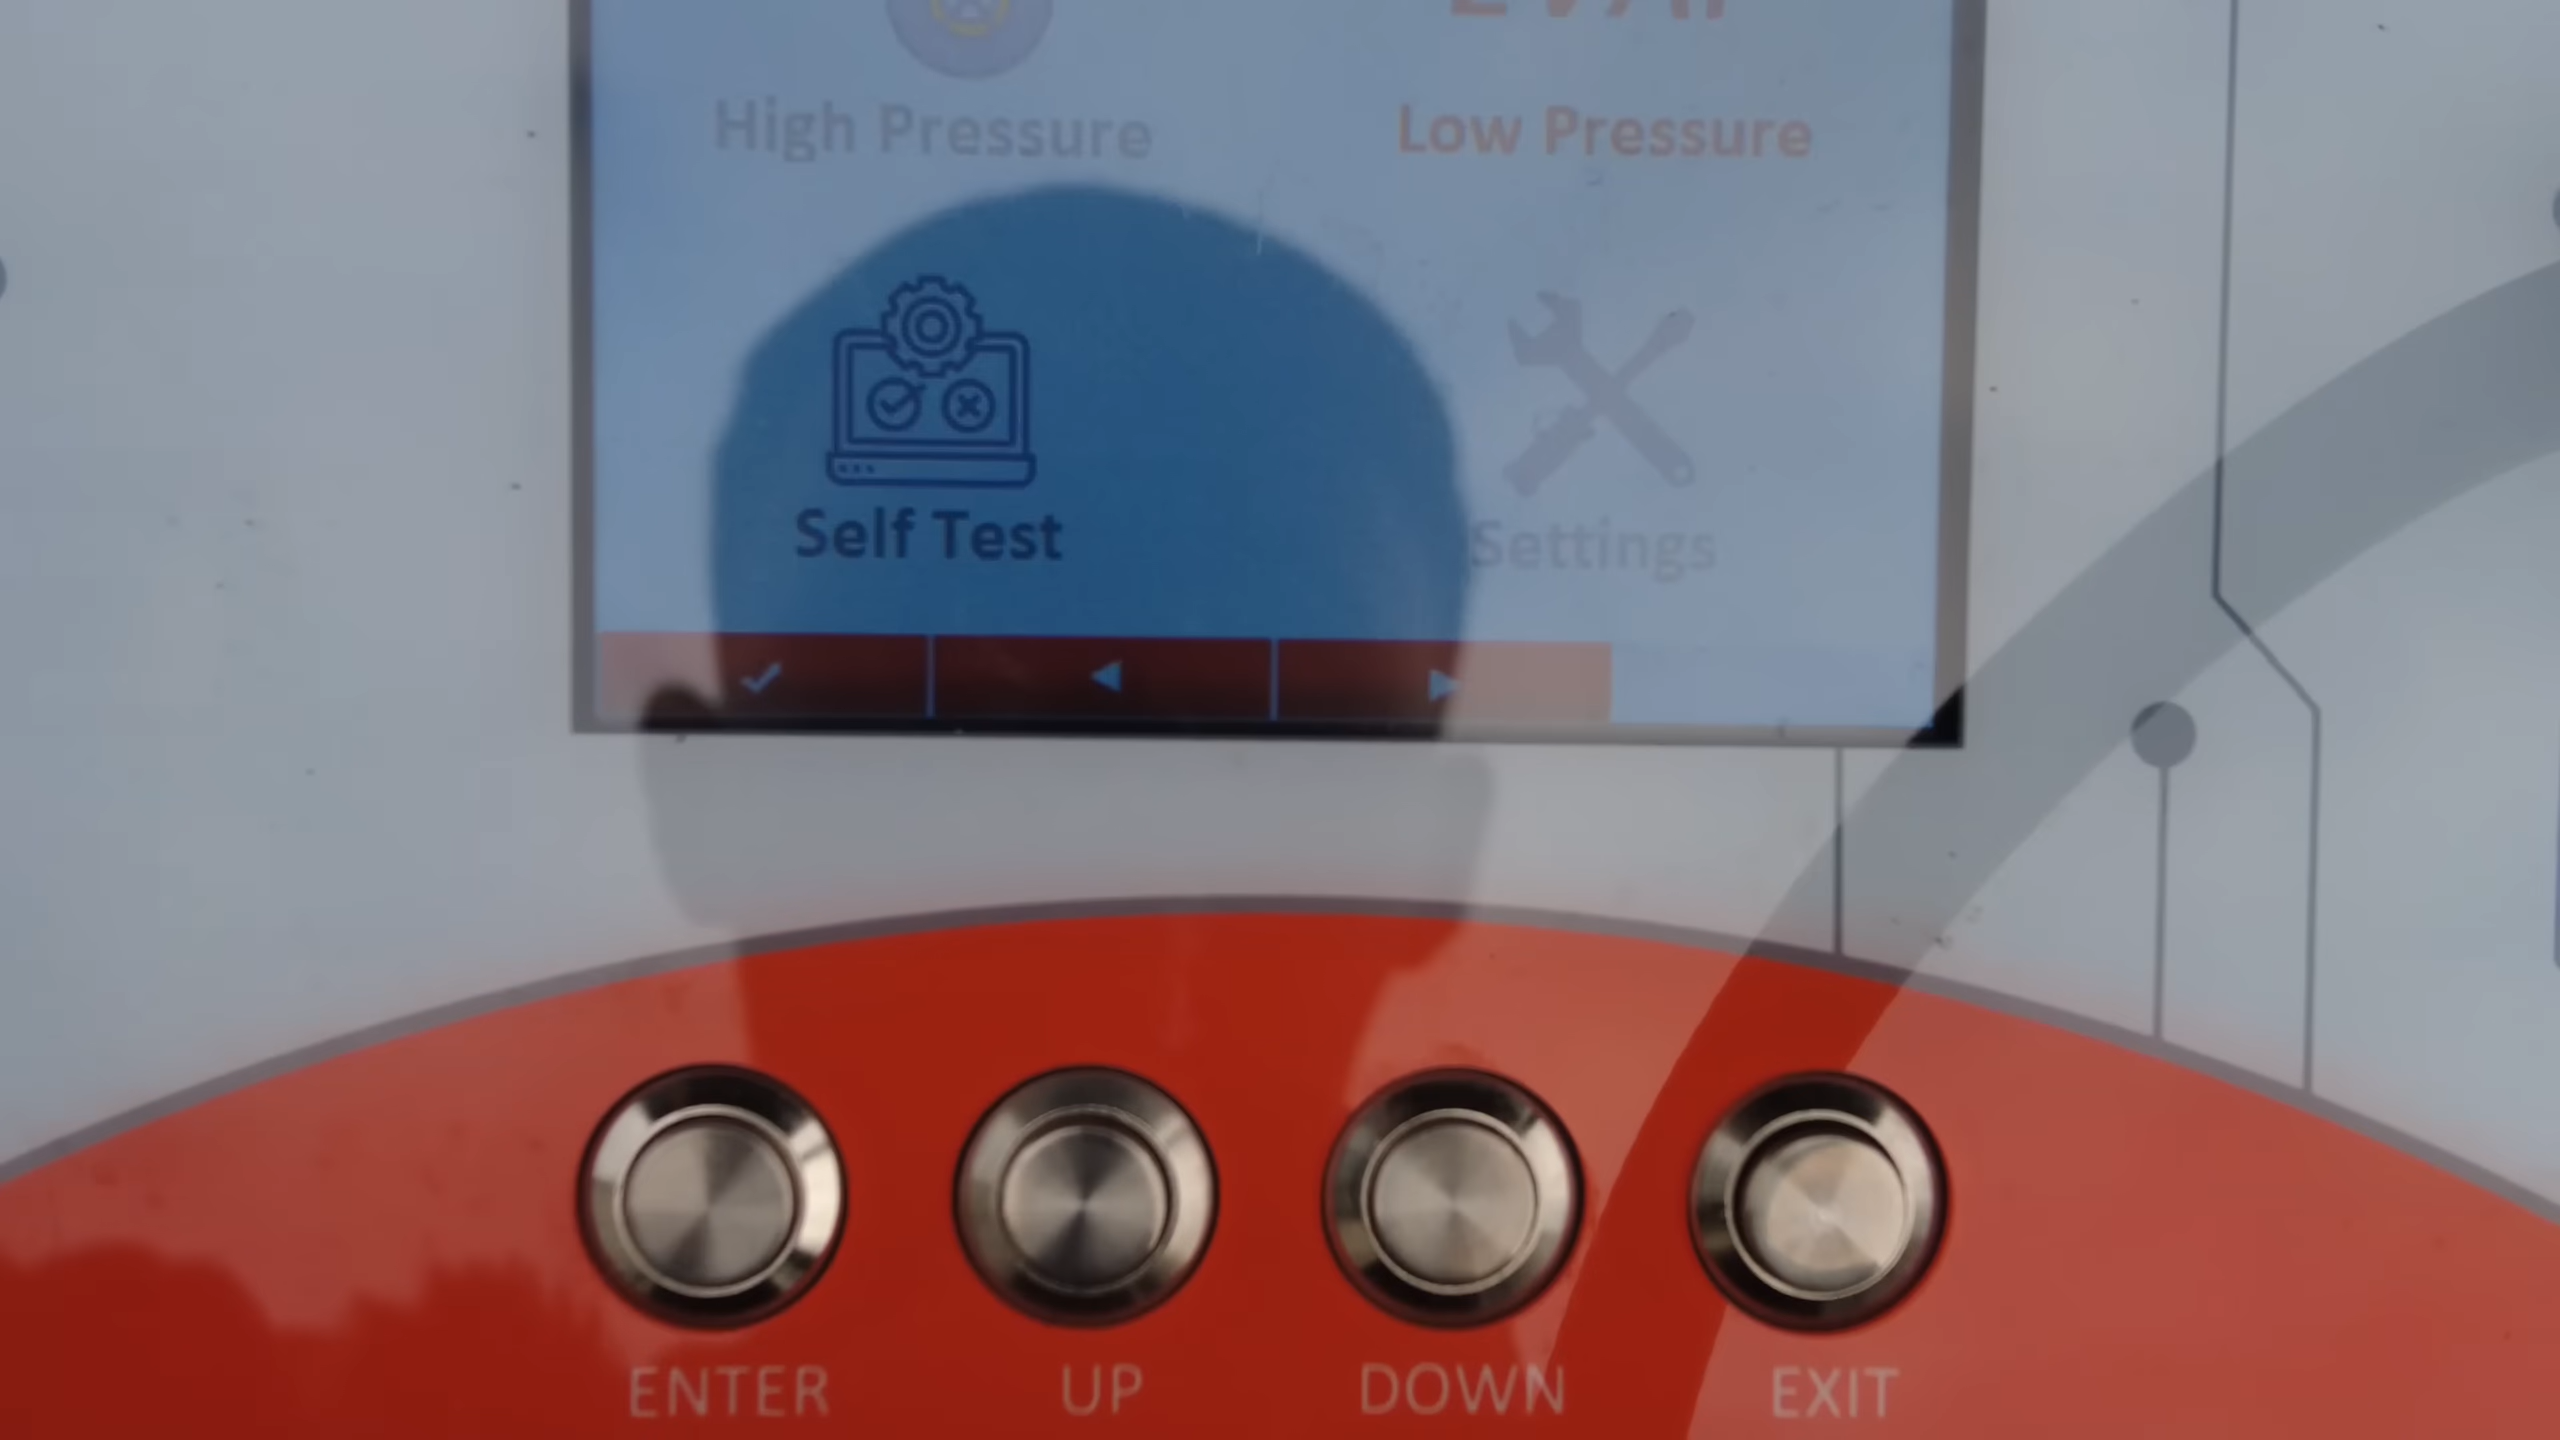 High Pressure
Low Pressure
Self Test
Settings
ENTER
UP
DOWN
EXIT